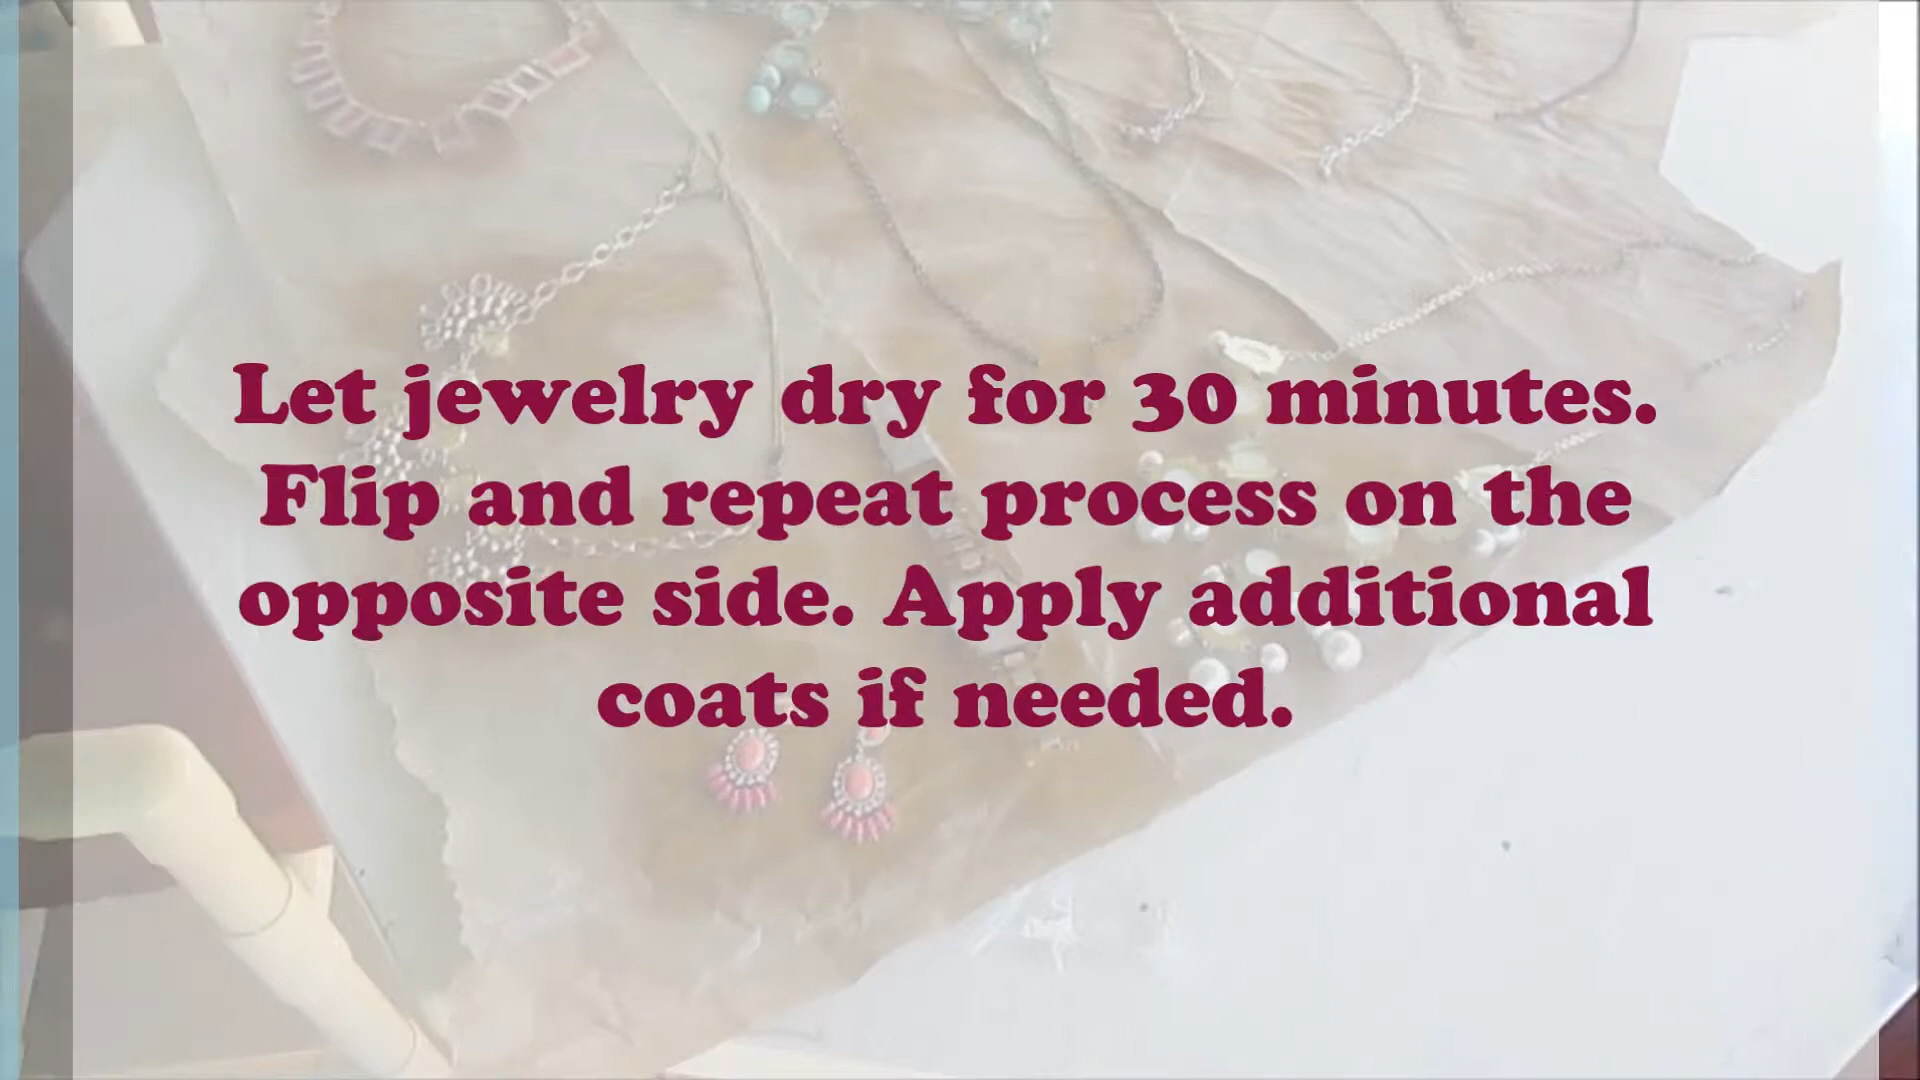 Let jewelry dry for 30 minutes.
Flip and repeat process on the
opposite side. Apply additional
coats if needed.